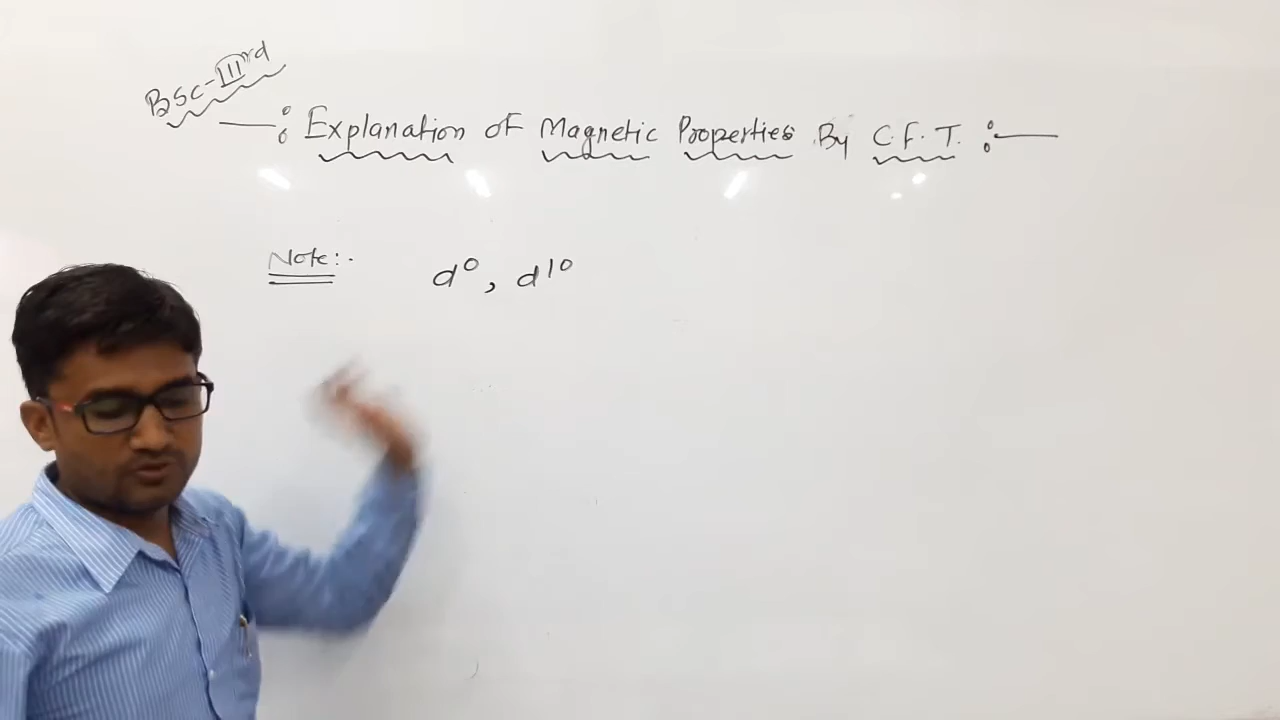 BSC-IIIrd
Explanation of Magnetic Properties By C.F.T.
Note:-
d⁰, d¹⁰